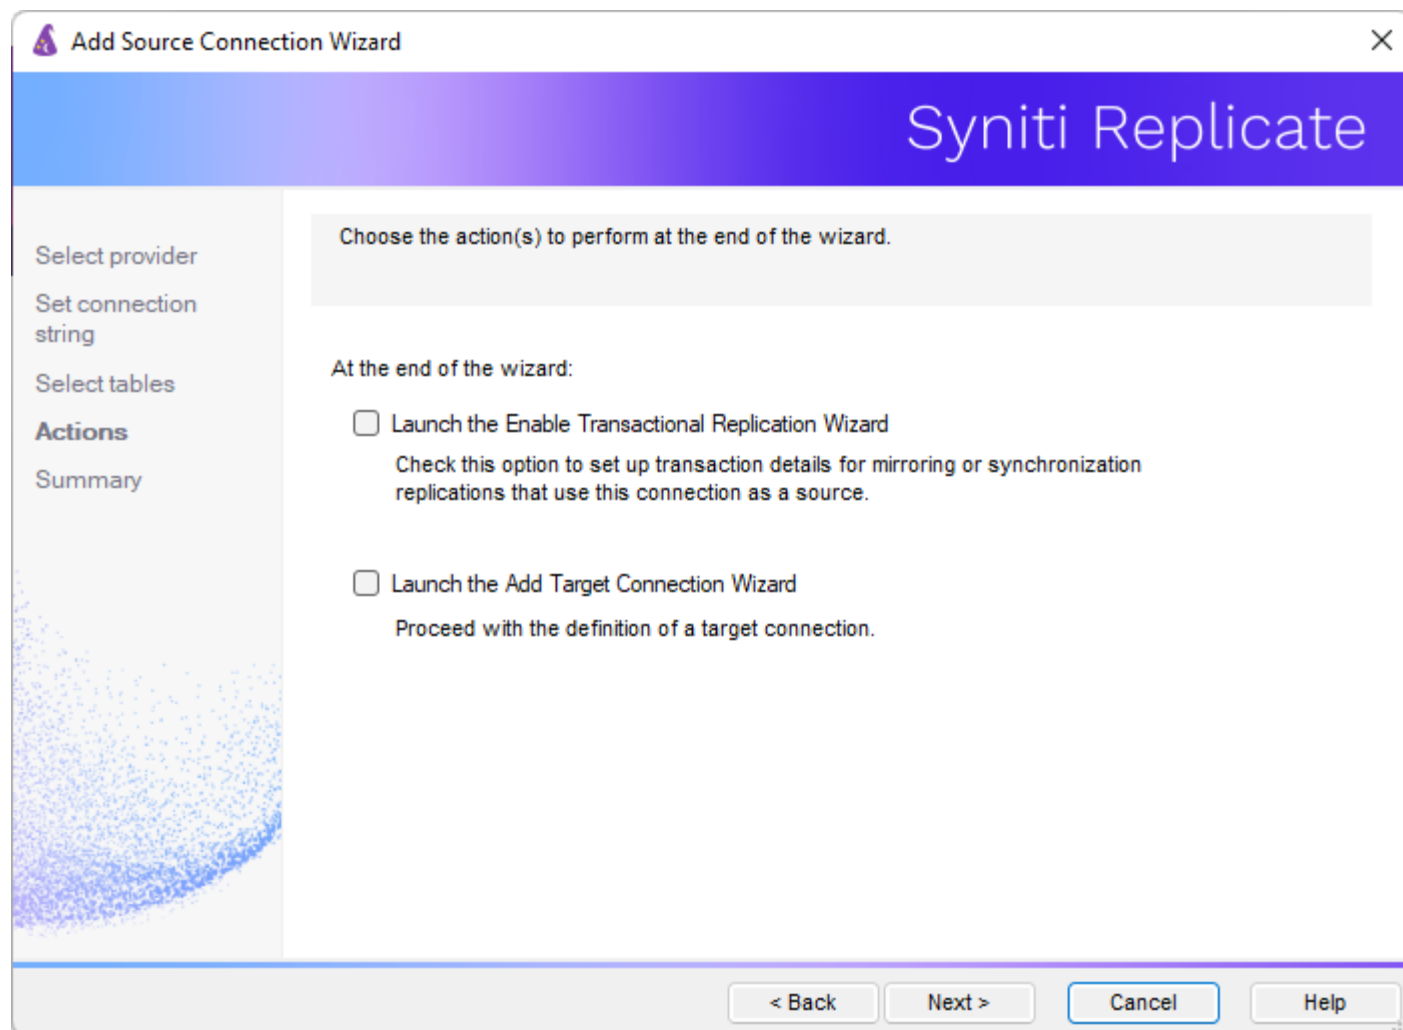 Add Source Connection Wizard
Syniti Replicate
Select provider
Set connection
string
Select tables
Actions
Summary
Choose the action(s) to perform at the end of the wizard.
At the end of the wizard:
Launch the Enable Transactional Replication Wizard
Check this option to set up transaction details for mirroring or synchronization
replications that use this connection as a source.
Launch the Add Target Connection Wizard
Proceed with the definition of a target connection.
< Back
Next >
Cancel
Help